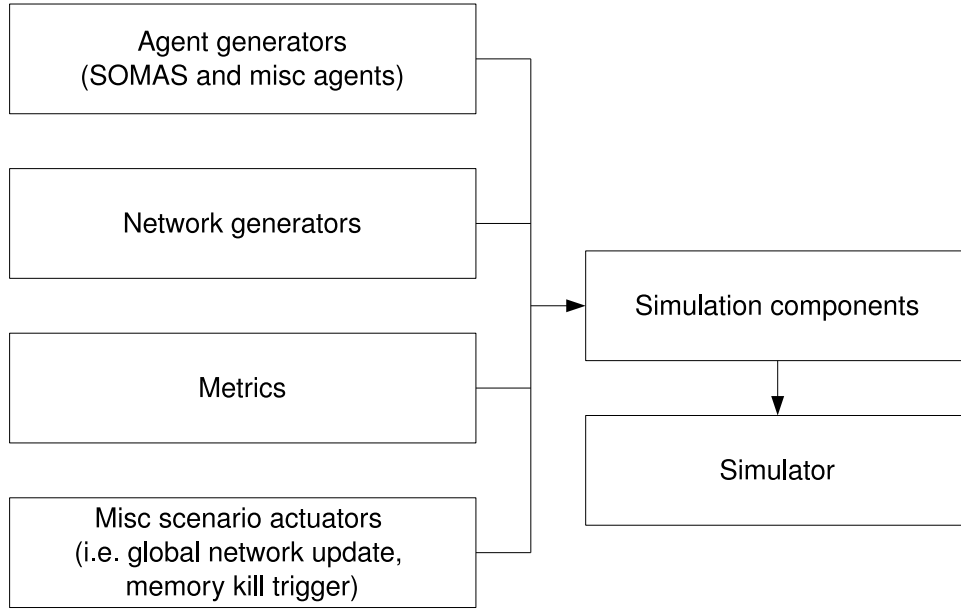 Agent generators
(SOMAS and misc agents)
Network generators
Metrics
Misc scenario actuators
(i.e. global network update,
memory kill trigger)
Simulation components
Simulator